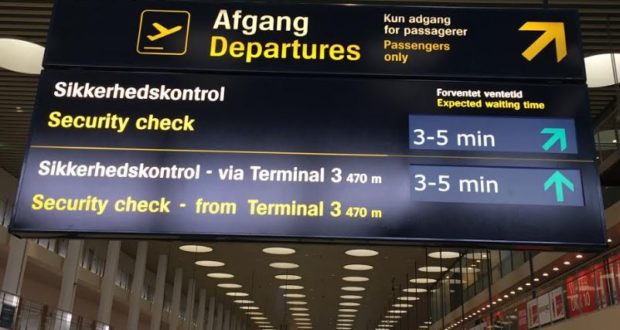 Afgang
Departures
Kun adgang
for passagerer
Passengers
only
Sikkerhedskontrol
Security check
Forventet ventetid
Expected waiting time
3-5 min
Sikkerhedskontrol - via Terminal 3 470 m
Security check - from Terminal 3 470 m
3-5 min